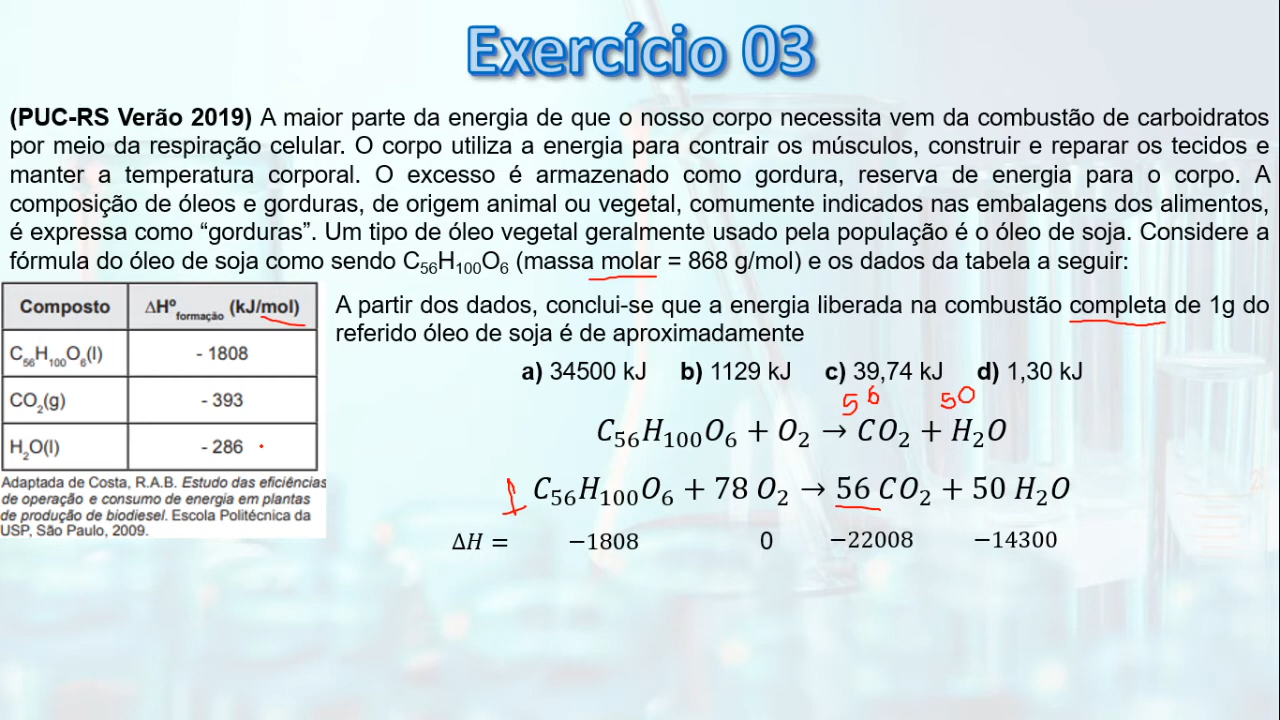 Exercício 03
(PUC-RS Verão 2019) A maior parte da energia de que o nosso corpo necessita vem da combustão de carboidratos
por meio da respiração celular. O corpo utiliza a energia para contrair os músculos, construir e reparar os tecidos e
manter a temperatura corporal. O excesso é armazenado como gordura, reserva de energia para o corpo. A
composição de óleos e gorduras, de origem animal ou vegetal, comumente indicados nas embalagens dos alimentos,
é expressa como “gorduras”. Um tipo de óleo vegetal geralmente usado pela população é o óleo de soja. Considere a
fórmula do óleo de soja como sendo C₅₆H₁₀₀O₆ (massa molar = 868 g/mol) e os dados da tabela a seguir:
Composto ΔHº formação (kJ/mol)
C₅₆H₁₀₀O₆(l) - 1808
CO₂(g) - 393
H₂O(l) - 286
Adaptada de Costa, R.A.B. Estudo das eficiências
de operação e consumo de energia em plantas
de produção de biodiesel. Escola Politécnica da
USP, São Paulo, 2009.
A partir dos dados, conclui-se que a energia liberada na combustão completa de 1g do
referido óleo de soja é de aproximadamente
a) 34500 kJ b) 1129 kJ c) 39,74 kJ d) 1,30 kJ
56 50
C₅₆H₁₀₀O₆ + O₂ → CO₂ + H₂O
1 C₅₆H₁₀₀O₆ + 78 O₂ → 56 CO₂ + 50 H₂O
ΔH = −1808 0 −22008 −14300